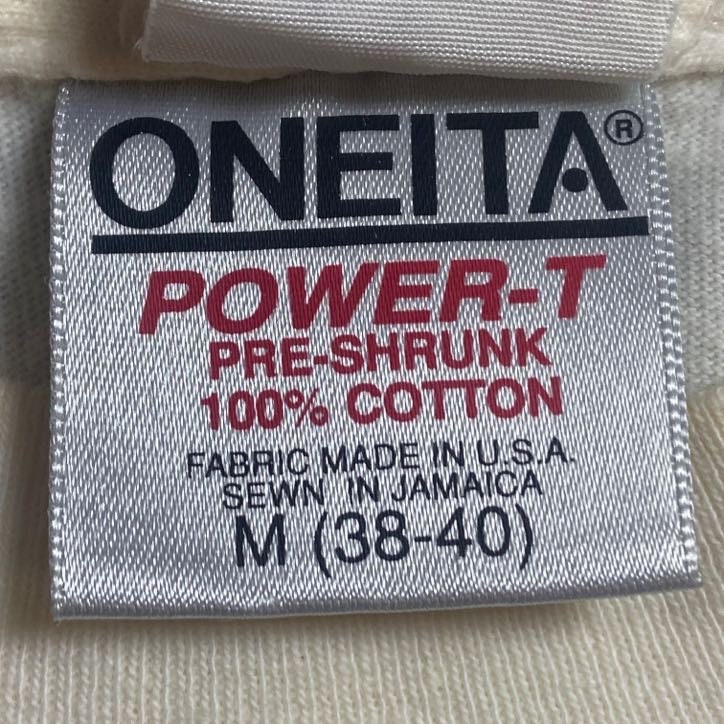 ONEITA®
POWER-T
PRE-SHRUNK
100% COTTON
FABRIC MADE IN U.S.A.
SEWN IN JAMAICA
M (38-40)